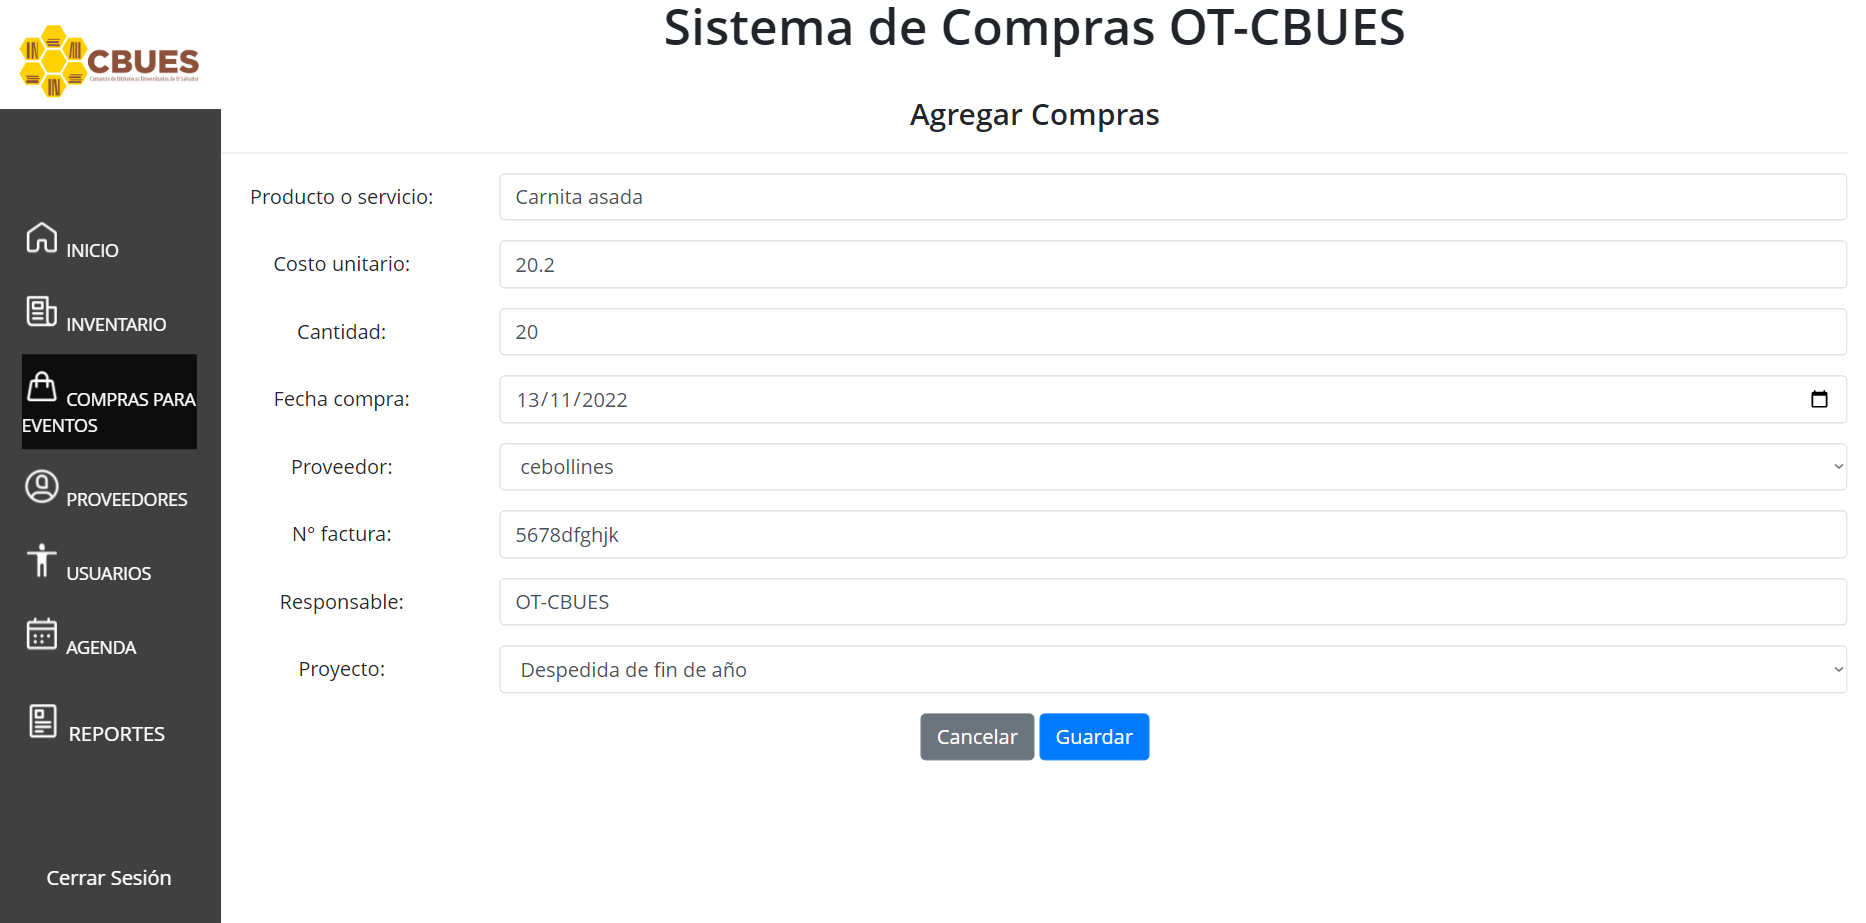 CBUES
Consorcio de Bibliotecas Universitarias de El Salvador
Sistema de Compras OT-CBUES
Agregar Compras
INICIO
INVENTARIO
COMPRAS PARA
EVENTOS
PROVEEDORES
USUARIOS
AGENDA
REPORTES
Cerrar Sesión
Producto o servicio: Carnita asada
Costo unitario: 20.2
Cantidad: 20
Fecha compra: 13/11/2022
Proveedor: cebollines
N° factura: 5678dfghjk
Responsable: OT-CBUES
Proyecto: Despedida de fin de año
Cancelar Guardar